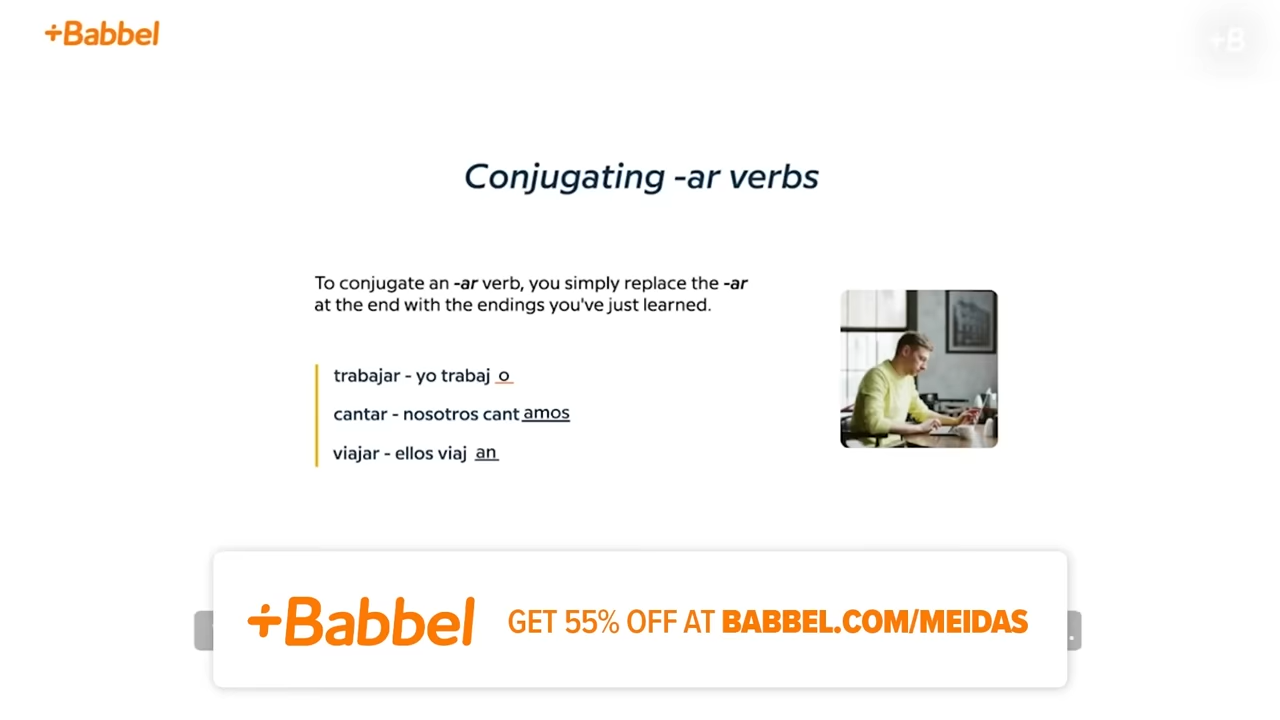 +Babbel
+B
Conjugating -ar verbs
To conjugate an -ar verb, you simply replace the -ar
at the end with the endings you've just learned.
trabajar - yo trabaj o
cantar - nosotros cant amos
viajar - ellos viaj an
+Babbel GET 55% OFF AT BABBEL.COM/MEIDAS